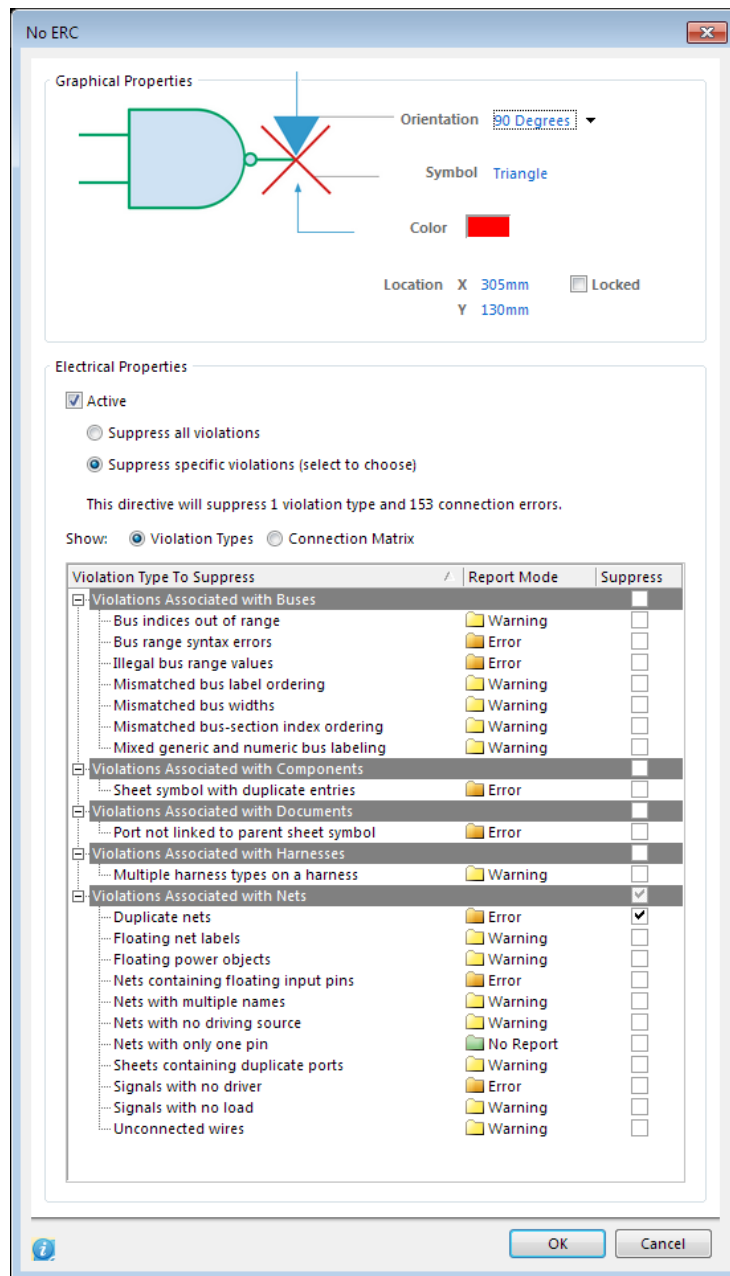 No ERC
Graphical Properties
Orientation 90 Degrees
Symbol Triangle
Color
Location X 305mm Locked
Y 130mm
Electrical Properties
Active
Suppress all violations
Suppress specific violations (select to choose)
This directive will suppress 1 violation type and 153 connection errors.
Show: Violation Types Connection Matrix
Violation Type To Suppress Report Mode Suppress
Violations Associated with Buses
Bus indices out of range Warning
Bus range syntax errors Error
Illegal bus range values Error
Mismatched bus label ordering Warning
Mismatched bus widths Warning
Mismatched bus-section index ordering Warning
Mixed generic and numeric bus labeling Warning
Violations Associated with Components
Sheet symbol with duplicate entries Error
Violations Associated with Documents
Port not linked to parent sheet symbol Error
Violations Associated with Harnesses
Multiple harness types on a harness Warning
Violations Associated with Nets
Duplicate nets Error
Floating net labels Warning
Floating power objects Warning
Nets containing floating input pins Error
Nets with multiple names Warning
Nets with no driving source Warning
Nets with only one pin No Report
Sheets containing duplicate ports Warning
Signals with no driver Error
Signals with no load Warning
Unconnected wires Warning
OK Cancel